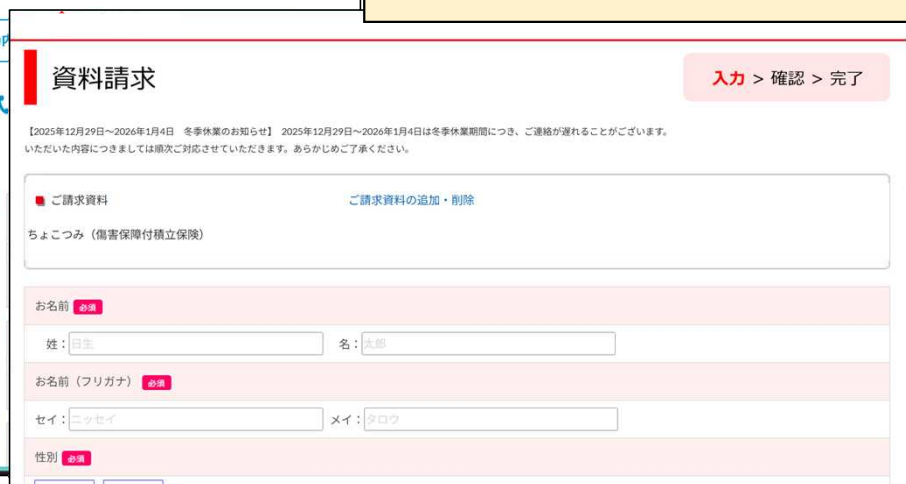 資料請求
入力 > 確認 > 完了
【2025年12月29日～2026年1月4日　冬季休業のお知らせ】 2025年12月29日～2026年1月4日は冬季休業期間につき、ご連絡が遅れることがございます。
いただいた内容につきましては順次ご対応させていただきます。あらかじめご了承ください。
ご請求資料 ご請求資料の追加・削除
ちょこつみ（傷害保障付積立保険）
お名前 必須
姓：日生 名：太郎
お名前（フリガナ） 必須
セイ：ニッセイ メイ：タロウ
性別 必須